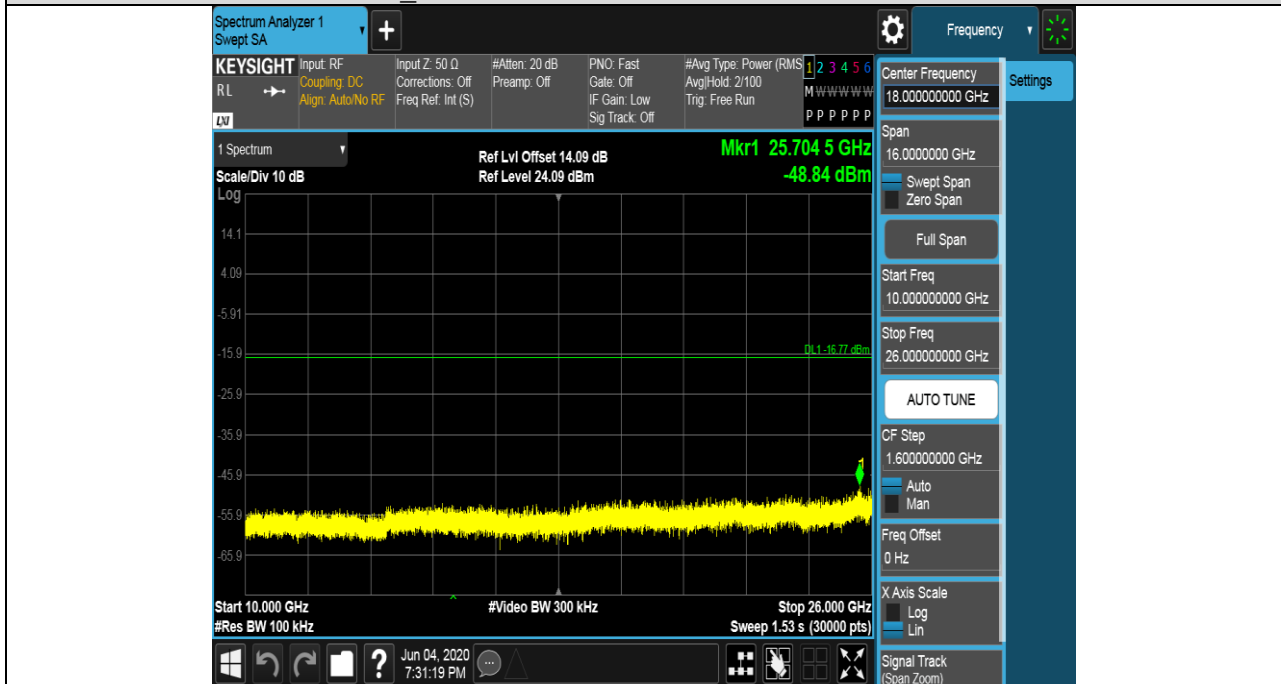 Spectrum Analyzer 1
Swept SA
Frequency
KEYSIGHT
RL
LXI
Input: RF
Coupling: DC
Align: Auto/No RF
Input Z: 50 Ω
Corrections: Off
Freq Ref: Int (S)
#Atten: 20 dB
Preamp: Off
PNO: Fast
Gate: Off
IF Gain: Low
Sig Track: Off
#Avg Type: Power (RMS
Avg|Hold: 2/100
Trig: Free Run
1 2 3 4 5 6
M W W W W W
P P P P P P
1 Spectrum
Scale/Div 10 dB
Log
Ref Lvl Offset 14.09 dB
Ref Level 24.09 dBm
Mkr1 25.704 5 GHz
-48.84 dBm
14.1
4.09
-5.91
-15.9
-25.9
-35.9
-45.9
-55.9
-65.9
DL1 -16.77 dBm
1
Start 10.000 GHz
#Res BW 100 kHz
#Video BW 300 kHz
Stop 26.000 GHz
Sweep 1.53 s (30000 pts)
Jun 04, 2020
7:31:19 PM
Center Frequency
18.000000000 GHz
Span
16.0000000 GHz
Swept Span
Zero Span
Full Span
Start Freq
10.000000000 GHz
Stop Freq
26.000000000 GHz
AUTO TUNE
CF Step
1.600000000 GHz
Auto
Man
Freq Offset
0 Hz
X Axis Scale
Log
Lin
Signal Track
(Span Zoom)
Settings